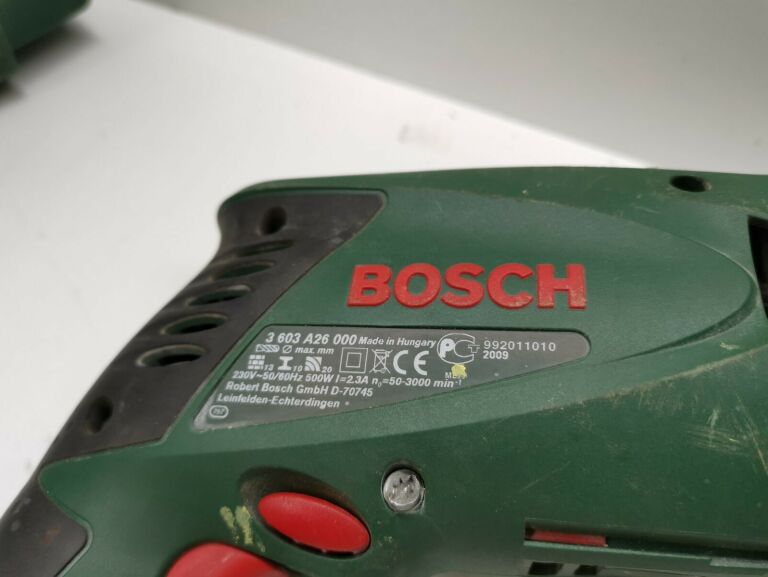 BOSCH
3 603 A26 000 Made in Hungary
992011010
2009
max. mm
13 10 20
230V~50/60Hz 500W I=2.3A n₀=50-3000 min⁻¹
Robert Bosch GmbH D-70745
Leinfelden-Echterdingen